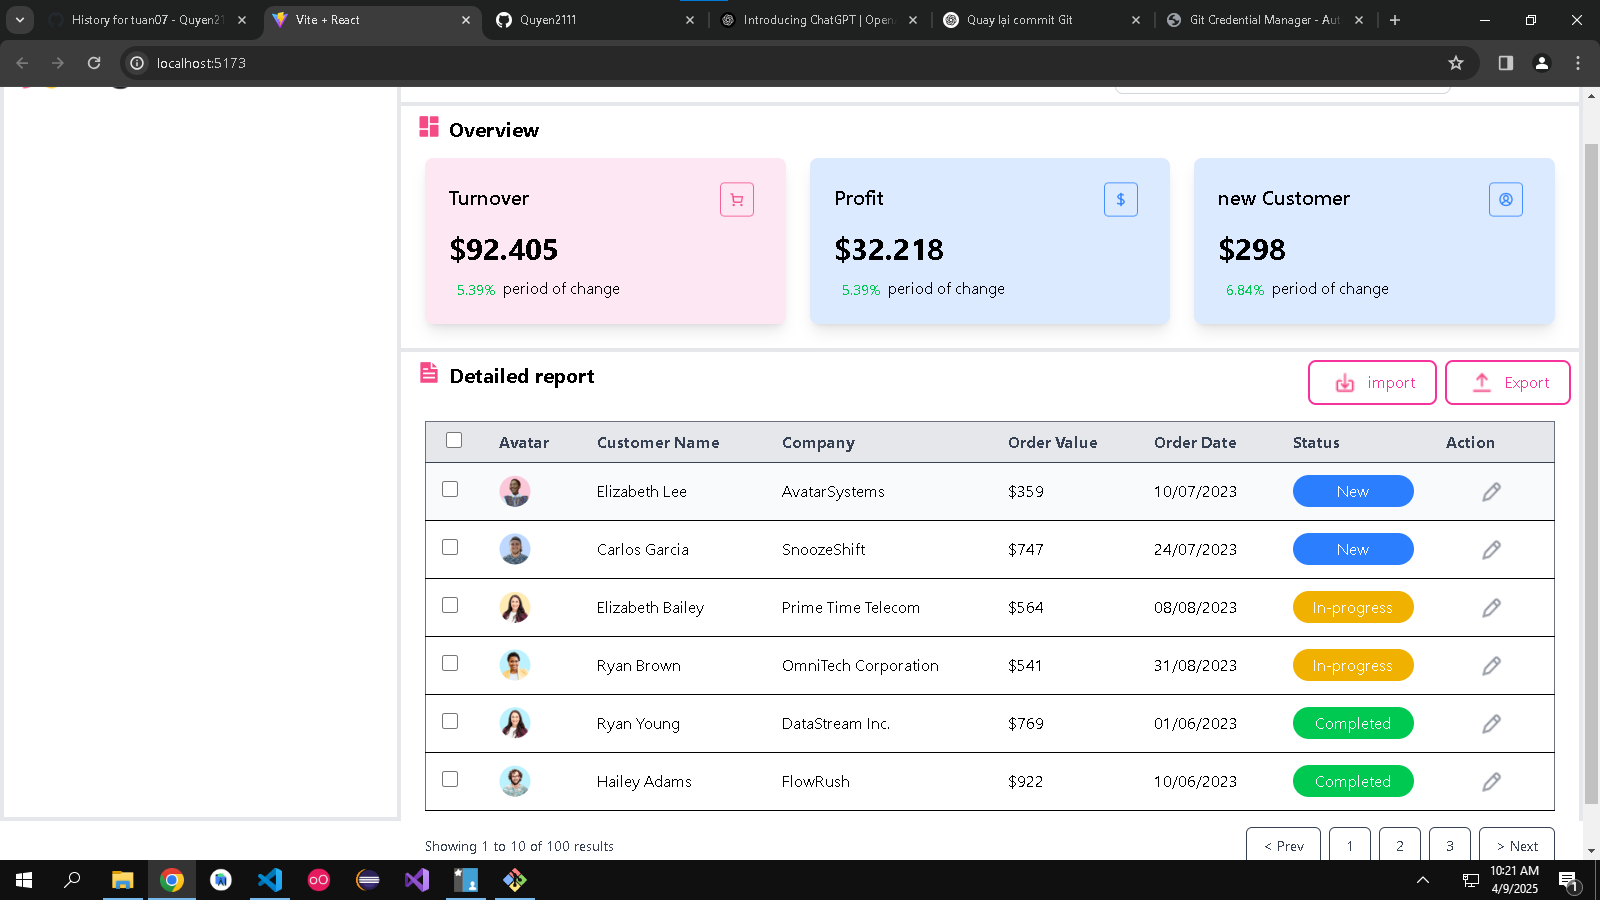 History for tuan07 - Quyen21
Vite + React
Quyen2111
Introducing ChatGPT | Open
Quay lại commit Git
Git Credential Manager - Aut
localhost:5173
Overview
Turnover
$92.405
5.39% period of change
Profit
$32.218
5.39% period of change
new Customer
$298
6.84% period of change
Detailed report
import
Export
Avatar Customer Name Company Order Value Order Date Status Action
Elizabeth Lee AvatarSystems $359 10/07/2023 New
Carlos Garcia SnoozeShift $747 24/07/2023 New
Elizabeth Bailey Prime Time Telecom $564 08/08/2023 In-progress
Ryan Brown OmniTech Corporation $541 31/08/2023 In-progress
Ryan Young DataStream Inc. $769 01/06/2023 Completed
Hailey Adams FlowRush $922 10/06/2023 Completed
Showing 1 to 10 of 100 results
< Prev 1 2 3 > Next
10:21 AM
4/9/2025
1